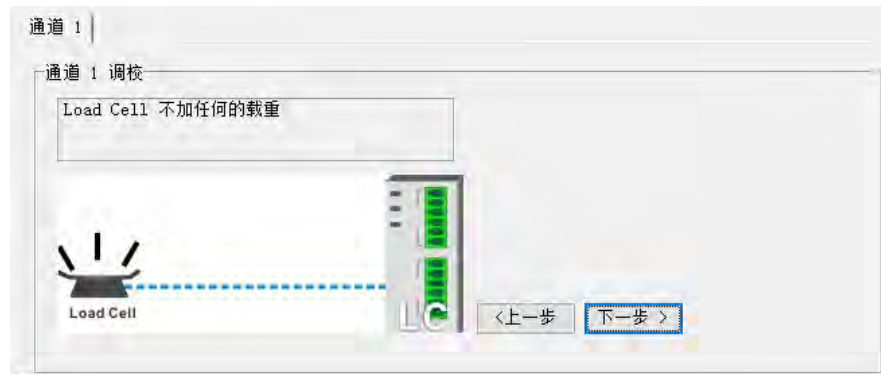 通道 1
通道 1 调校
Load Cell 不加任何的载重
Load Cell
LC
<上一步
下一步 >